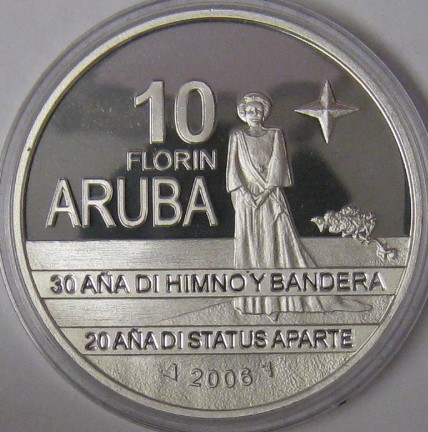 10
FLORIN
ARUBA
30 AÑA DI HIMNO Y BANDERA
20 AÑA DI STATUS APARTE
2006